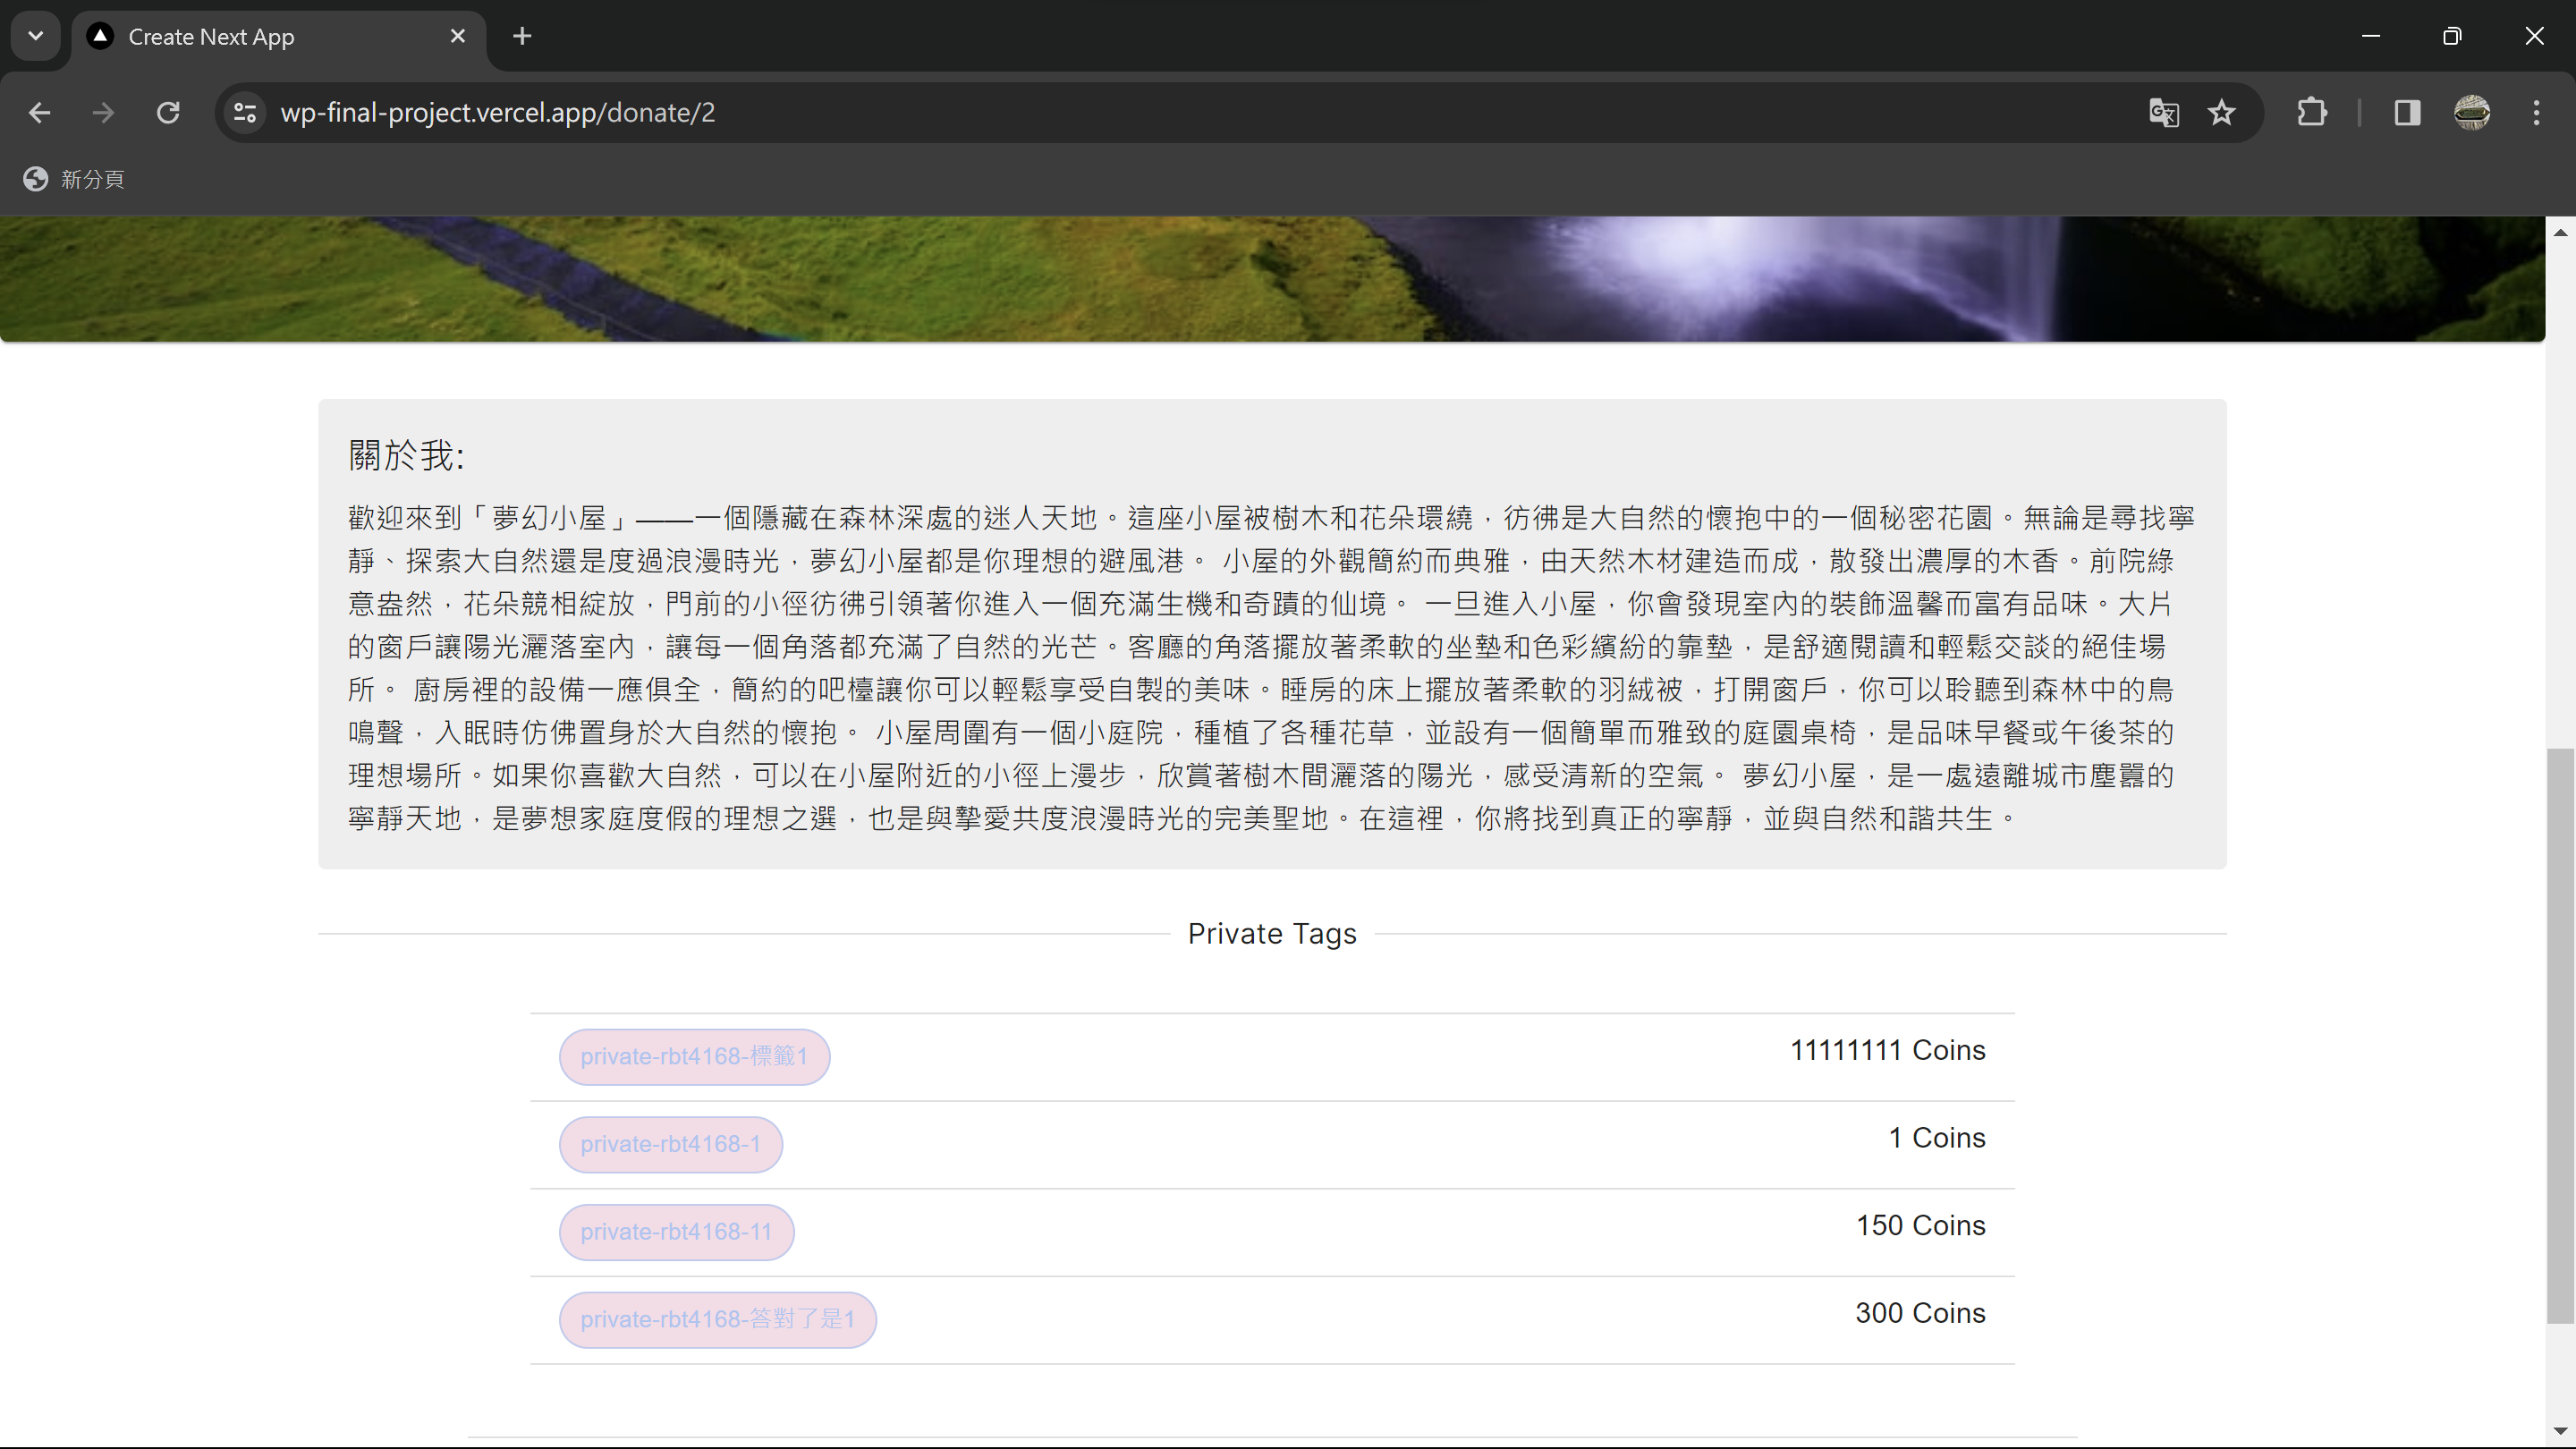 Create Next App
wp-final-project.vercel.app/donate/2
新分頁
關於我:
歡迎來到「夢幻小屋」——一個隱藏在森林深處的迷人天地。這座小屋被樹木和花朵環繞，彷彿是大自然的懷抱中的一個秘密花園。無論是尋找寧
靜、探索大自然還是度過浪漫時光，夢幻小屋都是你理想的避風港。 小屋的外觀簡約而典雅，由天然木材建造而成，散發出濃厚的木香。前院綠
意盎然，花朵競相綻放，門前的小徑彷彿引領著你進入一個充滿生機和奇蹟的仙境。 一旦進入小屋，你會發現室內的裝飾溫馨而富有品味。大片
的窗戶讓陽光灑落室內，讓每一個角落都充滿了自然的光芒。客廳的角落擺放著柔軟的坐墊和色彩繽紛的靠墊，是舒適閱讀和輕鬆交談的絕佳場
所。 廚房裡的設備一應俱全，簡約的吧檯讓你可以輕鬆享受自製的美味。睡房的床上擺放著柔軟的羽絨被，打開窗戶，你可以聆聽到森林中的鳥
鳴聲，入眠時仿佛置身於大自然的懷抱。 小屋周圍有一個小庭院，種植了各種花草，並設有一個簡單而雅致的庭園桌椅，是品味早餐或午後茶的
理想場所。如果你喜歡大自然，可以在小屋附近的小徑上漫步，欣賞著樹木間灑落的陽光，感受清新的空氣。 夢幻小屋，是一處遠離城市塵囂的
寧靜天地，是夢想家庭度假的理想之選，也是與摯愛共度浪漫時光的完美聖地。在這裡，你將找到真正的寧靜，並與自然和諧共生。
Private Tags
private-rbt4168-標籤1 11111111 Coins
private-rbt4168-1 1 Coins
private-rbt4168-11 150 Coins
private-rbt4168-答對了是1 300 Coins